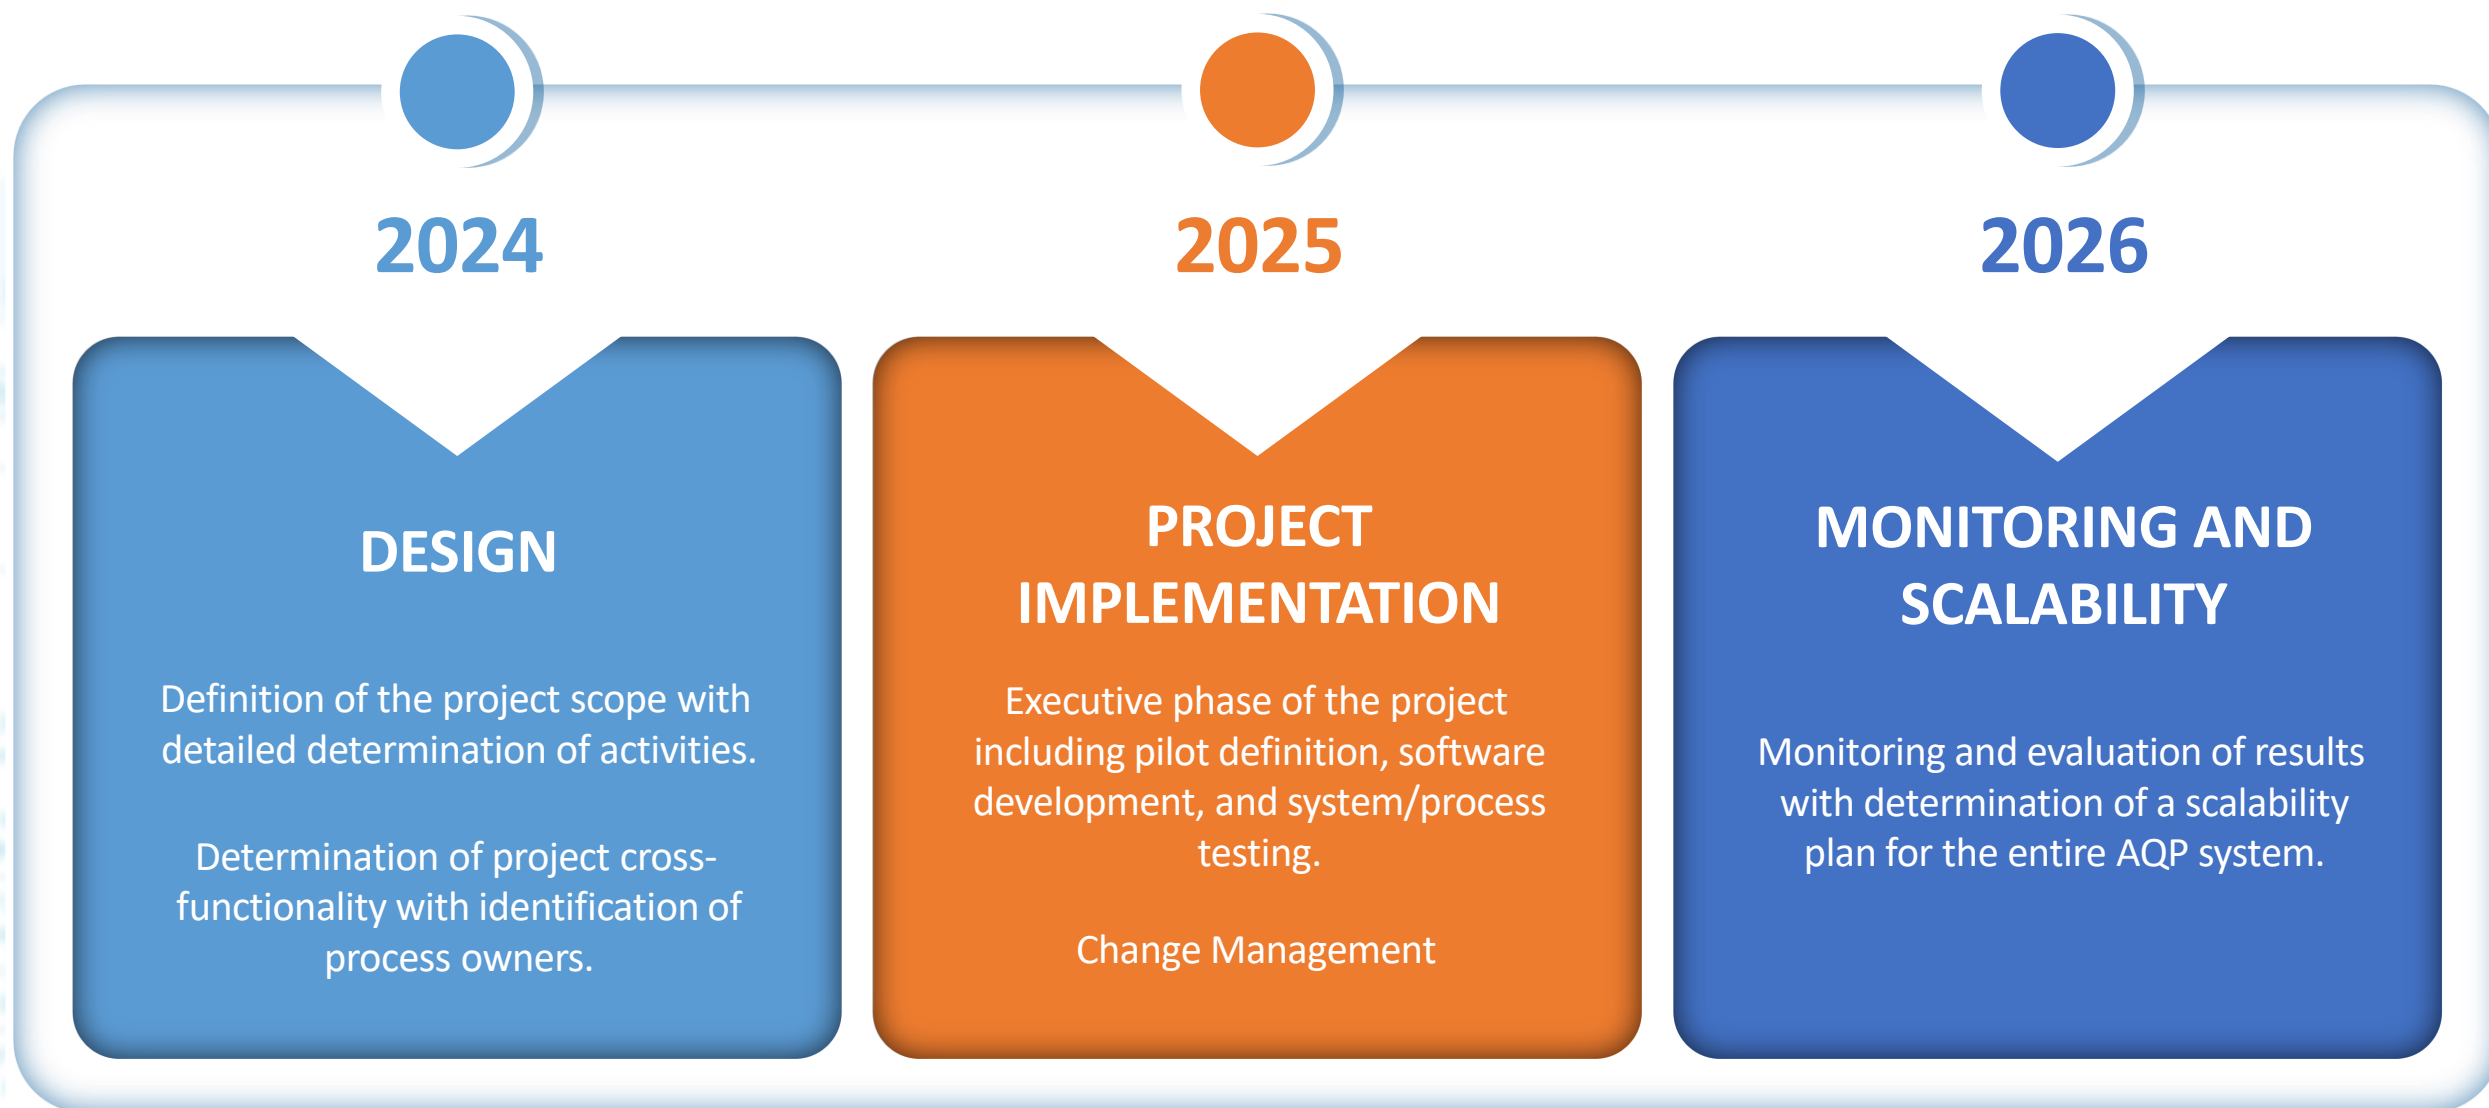 2024
DESIGN
Definition of the project scope with
detailed determination of activities.
Determination of project cross-
functionality with identification of
process owners.
2025
PROJECT
IMPLEMENTATION
Executive phase of the project
including pilot definition, software
development, and system/process
testing.
Change Management
2026
MONITORING AND
SCALABILITY
Monitoring and evaluation of results
with determination of a scalability
plan for the entire AQP system.